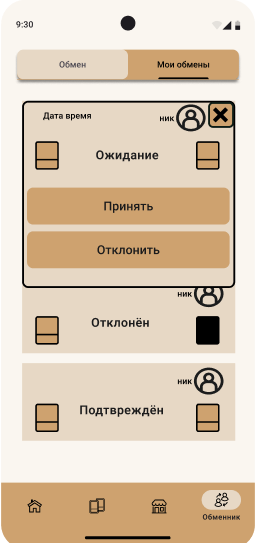 9:30
Обмен
Мои обмены
Дата время
ник
Ожидание
Принять
Отклонить
ник
Отклонён
ник
Подтвреждён
Обменник